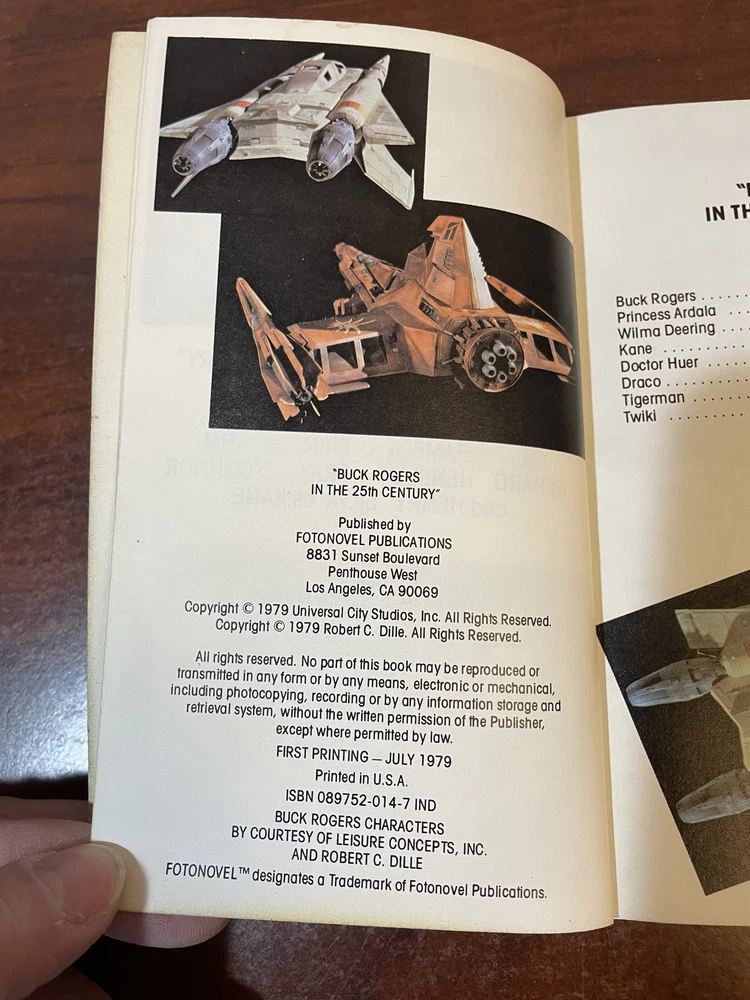 "BUCK ROGERS
IN THE 25th CENTURY"
Published by
FOTONOVEL PUBLICATIONS
8831 Sunset Boulevard
Penthouse West
Los Angeles, CA 90069
Copyright © 1979 Universal City Studios, Inc. All Rights Reserved.
Copyright © 1979 Robert C. Dille. All Rights Reserved.
All rights reserved. No part of this book may be reproduced or
transmitted in any form or by any means, electronic or mechanical,
including photocopying, recording or by any information storage and
retrieval system, without the written permission of the Publisher,
except where permitted by law.
FIRST PRINTING — JULY 1979
Printed in U.S.A.
ISBN 089752-014-7 IND
BUCK ROGERS CHARACTERS
BY COURTESY OF LEISURE CONCEPTS, INC.
AND ROBERT C. DILLE
FOTONOVEL™ designates a Trademark of Fotonovel Publications.
IN
Buck Rogers . . . . .
Princess Ardala . . .
Wilma Deering . . . .
Kane . . . . . . . . . .
Doctor Huer . . . . .
Draco . . . . . . . . .
Tigerman . . . . . . .
Twiki . . . . . . . . . .